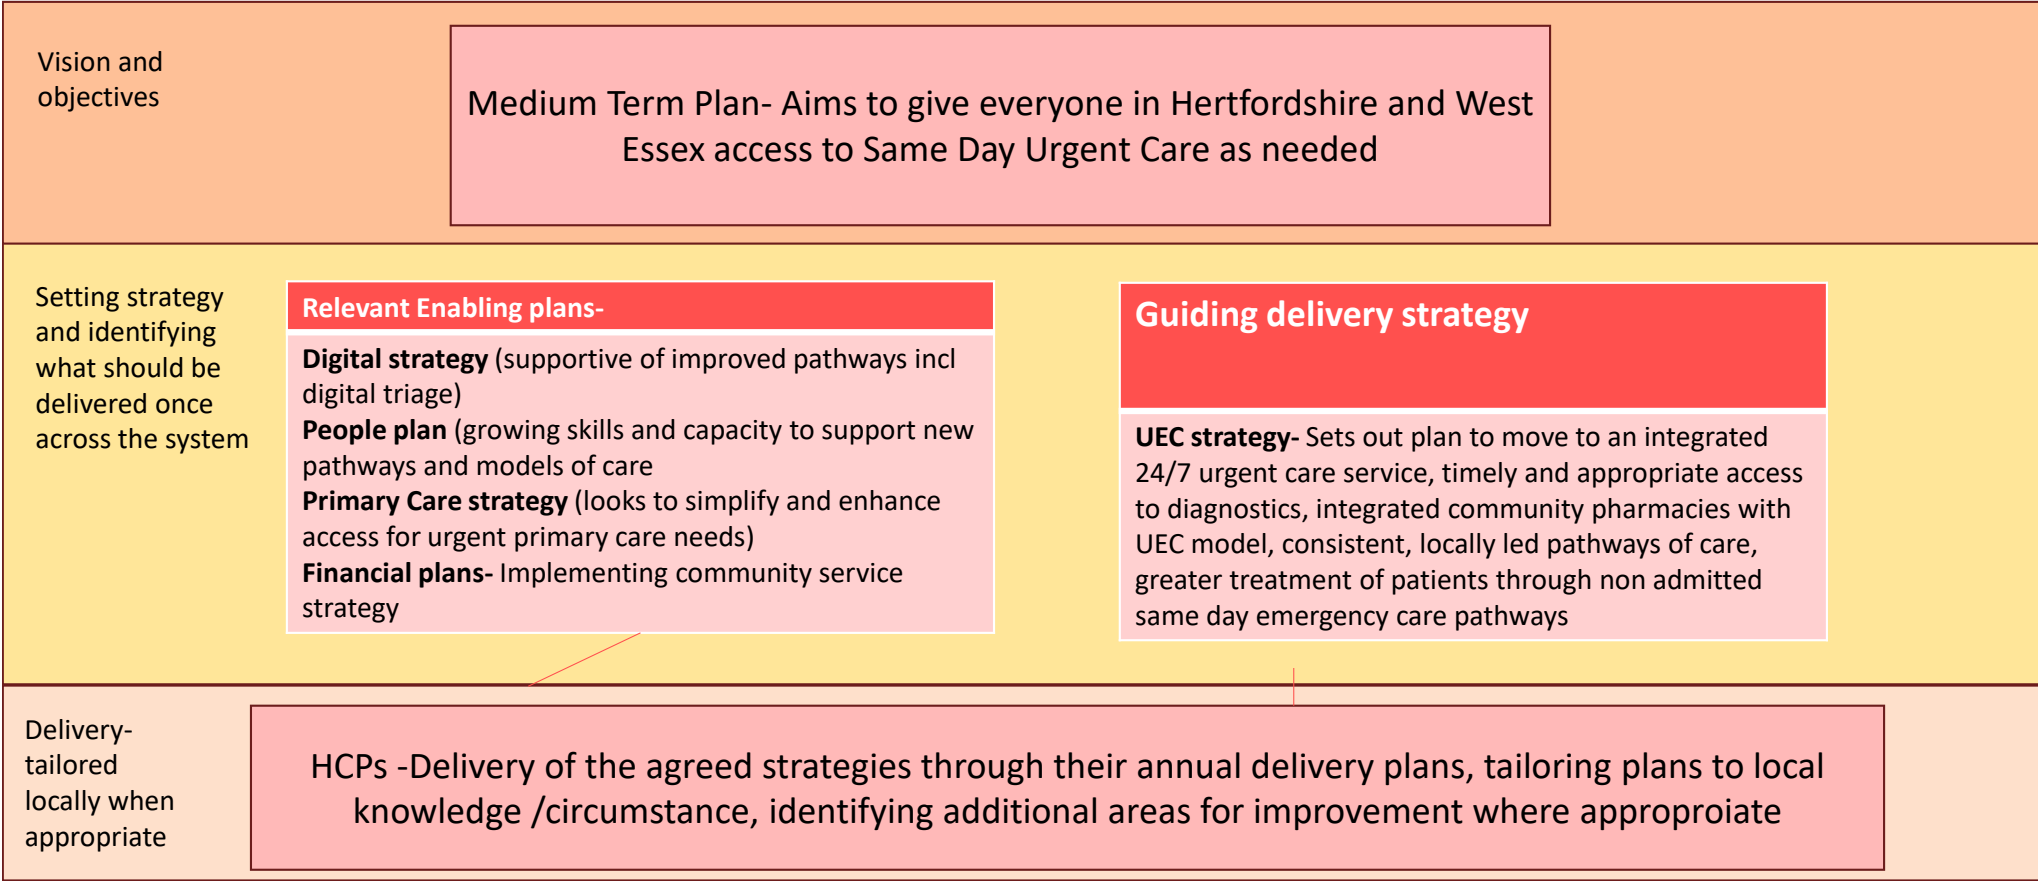 Vision and
objectives
Medium Term Plan- Aims to give everyone in Hertfordshire and West
Essex access to Same Day Urgent Care as needed
Setting strategy
and identifying
what should be
delivered once
across the system
Relevant Enabling plans-
Digital strategy (supportive of improved pathways incl
digital triage)
People plan (growing skills and capacity to support new
pathways and models of care
Primary Care strategy (looks to simplify and enhance
access for urgent primary care needs)
Financial plans- Implementing community service
strategy
Guiding delivery strategy
UEC strategy- Sets out plan to move to an integrated
24/7 urgent care service, timely and appropriate access
to diagnostics, integrated community pharmacies with
UEC model, consistent, locally led pathways of care,
greater treatment of patients through non admitted
same day emergency care pathways
Delivery-
tailored
locally when
appropriate
HCPs -Delivery of the agreed strategies through their annual delivery plans, tailoring plans to local
knowledge /circumstance, identifying additional areas for improvement where approproiate